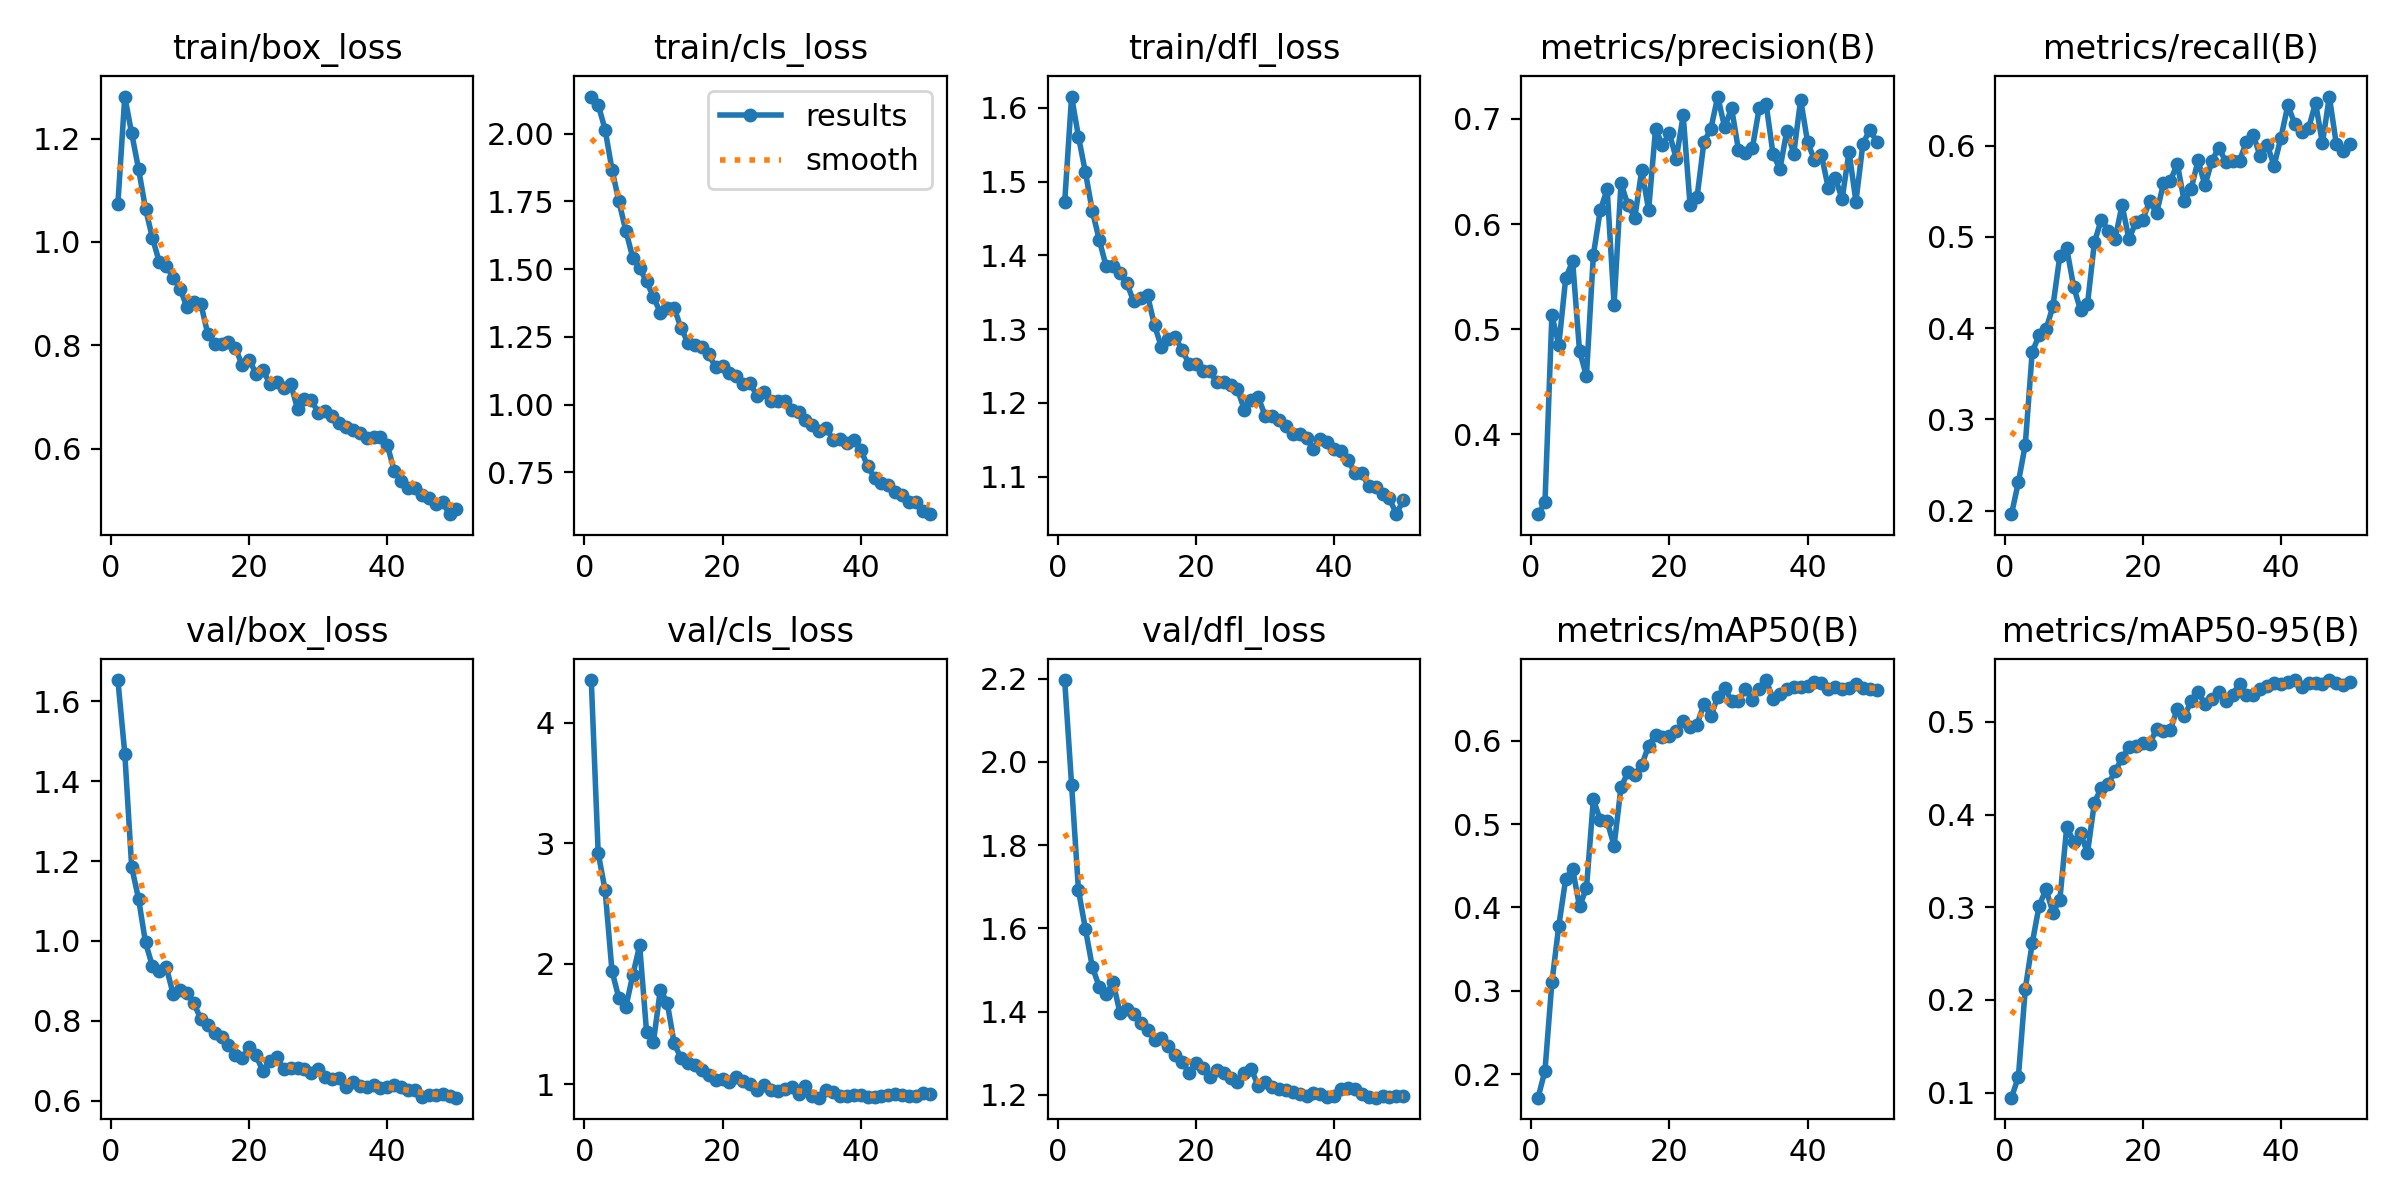 train/box_loss
train/cls_loss
train/dfl_loss
metrics/precision(B)
metrics/recall(B)
1.2
1.0
0.8
0.6
0 20 40
results
smooth
2.00
1.75
1.50
1.25
1.00
0.75
0 20 40
1.6
1.5
1.4
1.3
1.2
1.1
0 20 40
0.7
0.6
0.5
0.4
0 20 40
0.6
0.5
0.4
0.3
0.2
0 20 40
val/box_loss
val/cls_loss
val/dfl_loss
metrics/mAP50(B)
metrics/mAP50-95(B)
1.6
1.4
1.2
1.0
0.8
0.6
0 20 40
4
3
2
1
0 20 40
2.2
2.0
1.8
1.6
1.4
1.2
0 20 40
0.6
0.5
0.4
0.3
0.2
0 20 40
0.5
0.4
0.3
0.2
0.1
0 20 40